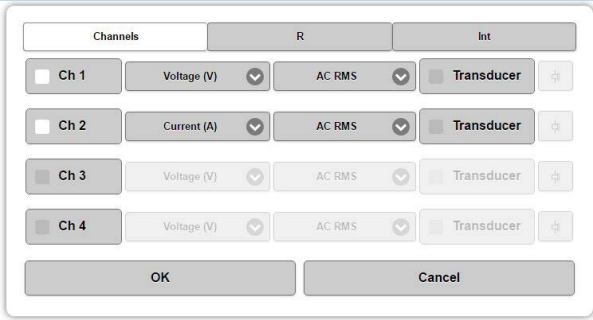 Channels R Int
Ch 1 Voltage (V) AC RMS Transducer
Ch 2 Current (A) AC RMS Transducer
Ch 3 Voltage (V) AC RMS Transducer
Ch 4 Voltage (V) AC RMS Transducer
OK Cancel